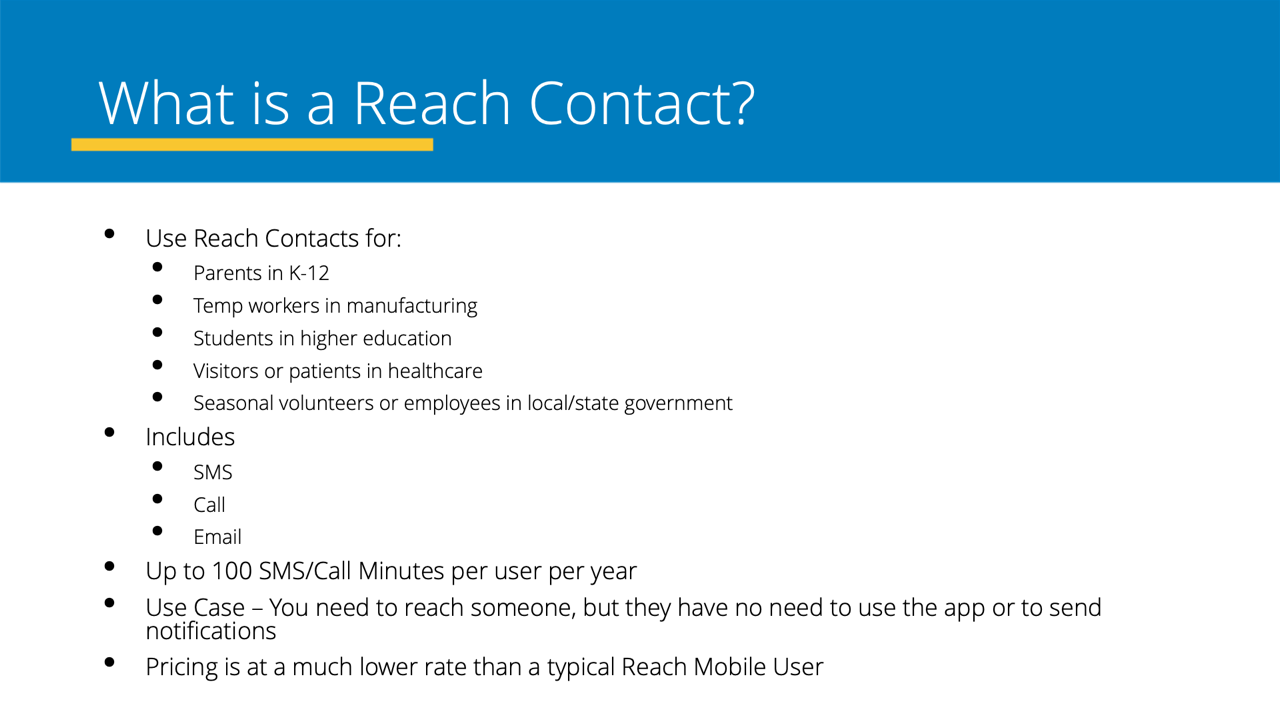 What is a Reach Contact?
• Use Reach Contacts for:
• Parents in K-12
• Temp workers in manufacturing
• Students in higher education
• Visitors or patients in healthcare
• Seasonal volunteers or employees in local/state government
• Includes
• SMS
• Call
• Email
• Up to 100 SMS/Call Minutes per user per year
• Use Case – You need to reach someone, but they have no need to use the app or to send
notifications
• Pricing is at a much lower rate than a typical Reach Mobile User